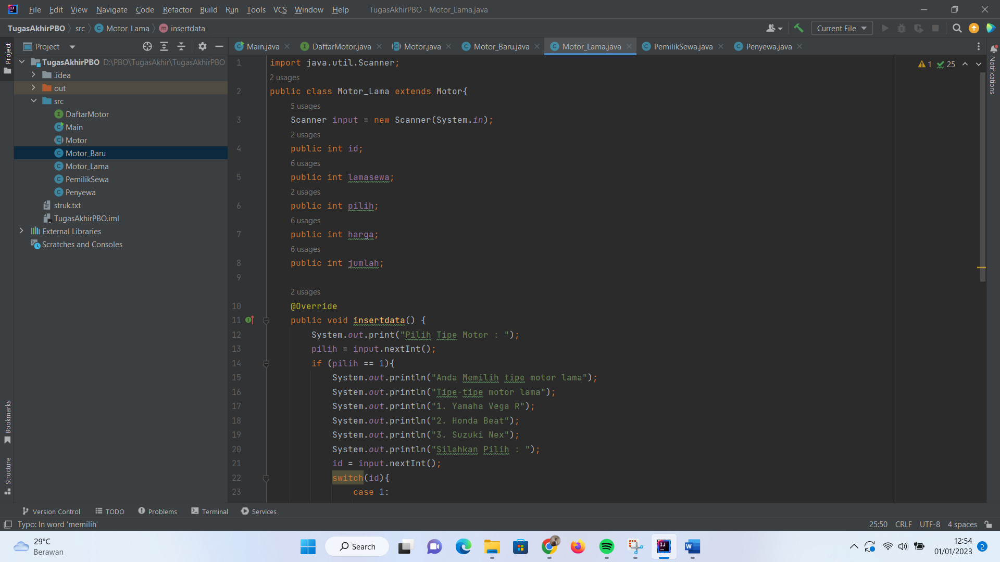 File Edit View Navigate Code Refactor Build Run Tools VCS Window Help TugasAkhirPBO - Motor_Lama.java
TugasAkhirPBO src Motor_Lama insertdata Current File
Project
Project
Main.java DaftarMotor.java Motor.java Motor_Baru.java Motor_Lama.java PemilikSewa.java Penyewa.java
TugasAkhirPBO D:\PBO\TugasAkhir\TugasAkhirPBO
.idea
out
src
DaftarMotor
Main
Motor
Motor_Baru
Motor_Lama
PemilikSewa
Penyewa
struk.txt
TugasAkhirPBO.iml
External Libraries
Scratches and Consoles
1 import java.util.Scanner;
2 usages
2 public class Motor_Lama extends Motor{
5 usages
3 Scanner input = new Scanner(System.in);
2 usages
4 public int id;
6 usages
5 public int lamasewa;
2 usages
6 public int pilih;
6 usages
7 public int harga;
6 usages
8 public int jumlah;
9
2 usages
10 @Override
11 public void insertdata() {
12 System.out.print("Pilih Tipe Motor : ");
13 pilih = input.nextInt();
14 if (pilih == 1){
15 System.out.println("Anda Memilih tipe motor lama");
16 System.out.println("Tipe-tipe motor lama");
17 System.out.println("1. Yamaha Vega R");
18 System.out.println("2. Honda Beat");
19 System.out.println("3. Suzuki Nex");
20 System.out.println("Silahkan Pilih : ");
21 id = input.nextInt();
22 switch(id){
23 case 1:
1 25
Notifications
Bookmarks
Structure
Version Control TODO Problems Terminal Services
Typo: In word 'memilih' 25:50 CRLF UTF-8 4 spaces
29°C
Berawan
Search
12:54
01/01/2023
2